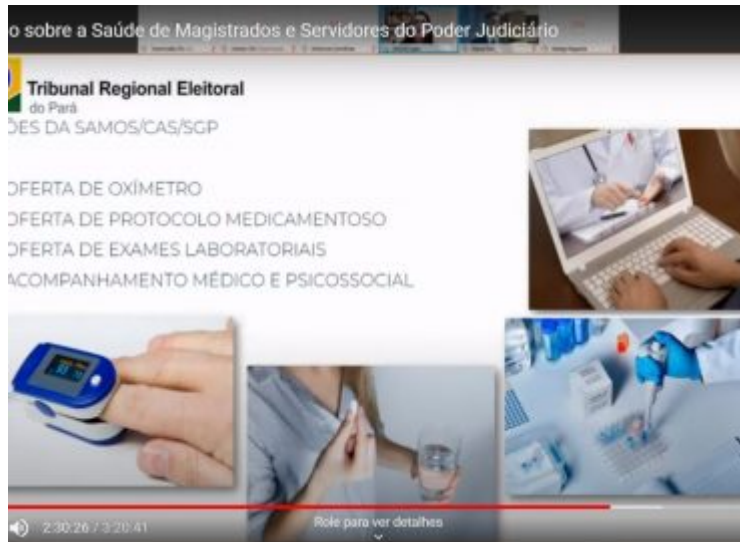 o sobre a Saúde de Magistrados e Servidores do Poder Judiciário
Tribunal Regional Eleitoral
do Pará
ÕES DA SAMOS/CAS/SGP
OFERTA DE OXÍMETRO
OFERTA DE PROTOCOLO MEDICAMENTOSO
OFERTA DE EXAMES LABORATORIAIS
ACOMPANHAMENTO MÉDICO E PSICOSSOCIAL
2:30:26 / 3:20:41
Role para ver detalhes